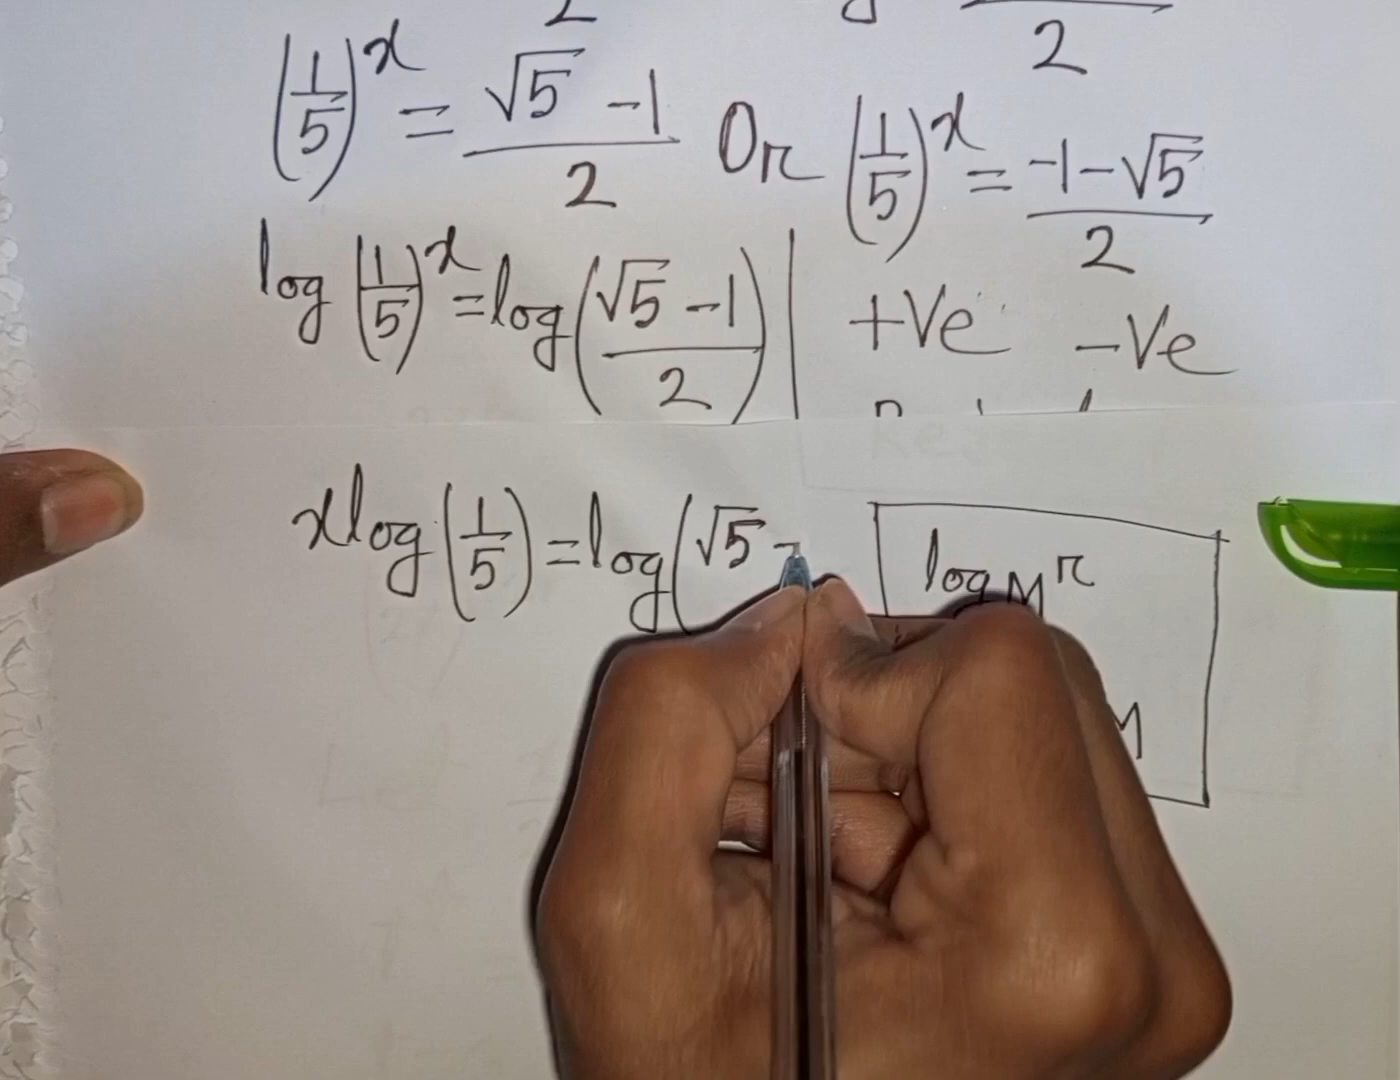 (1/5)^x = (√5 -1)/2 Or (1/5)^x = (-1-√5)/2
log (1/5)^x = log((√5 -1)/2) | +Ve -Ve
x log(1/5) = log(√5 -
log M^r
M